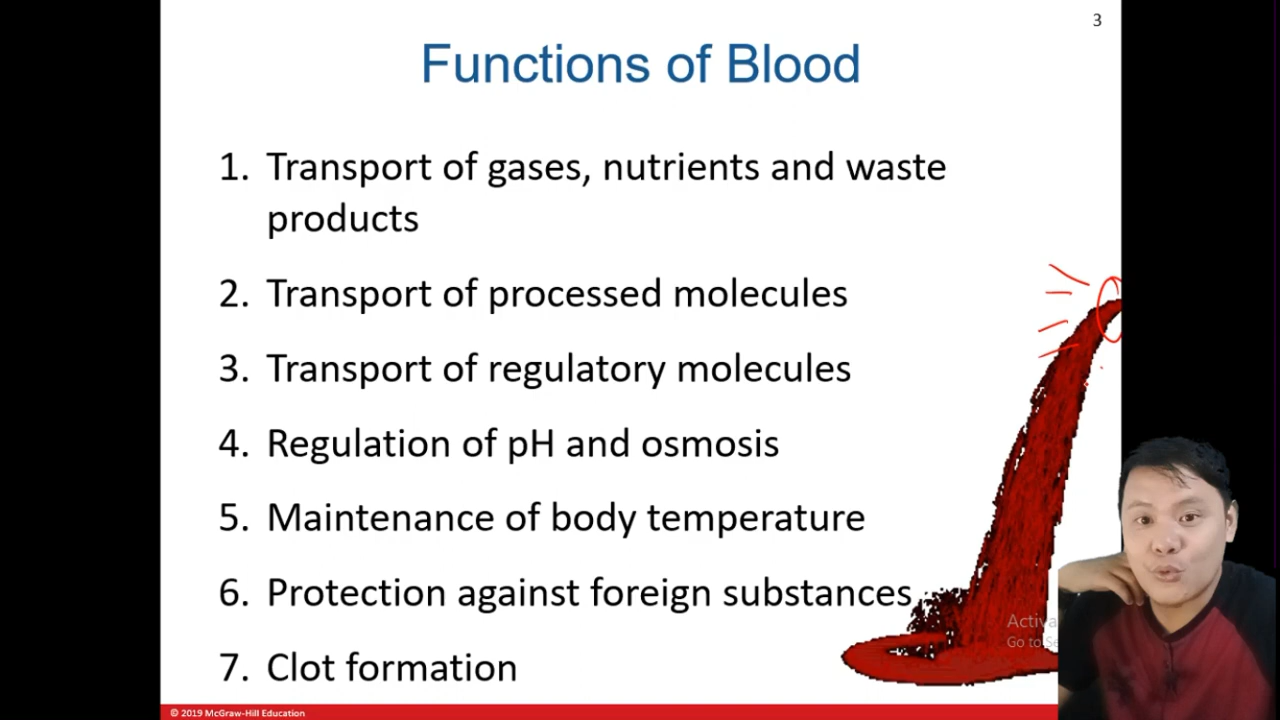 3
Functions of Blood
1. Transport of gases, nutrients and waste
products
2. Transport of processed molecules
3. Transport of regulatory molecules
4. Regulation of pH and osmosis
5. Maintenance of body temperature
6. Protection against foreign substances
7. Clot formation
Go to
© 2019 McGraw-Hill Education